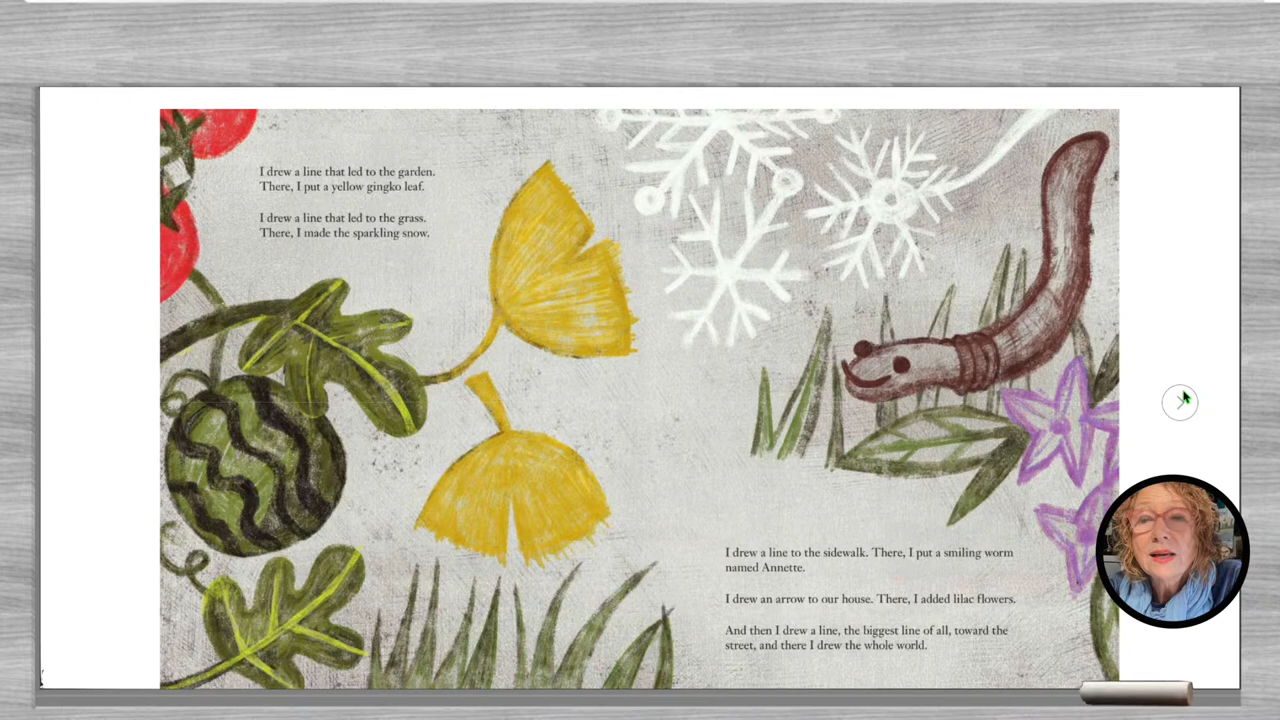 I drew a line that led to the garden.
There, I put a yellow gingko leaf.
I drew a line that led to the grass.
There, I made the sparkling snow.
I drew a line to the sidewalk. There, I put a smiling worm
named Annette.
I drew an arrow to our house. There, I added lilac flowers.
And then I drew a line, the biggest line of all, toward the
street, and there I drew the whole world.